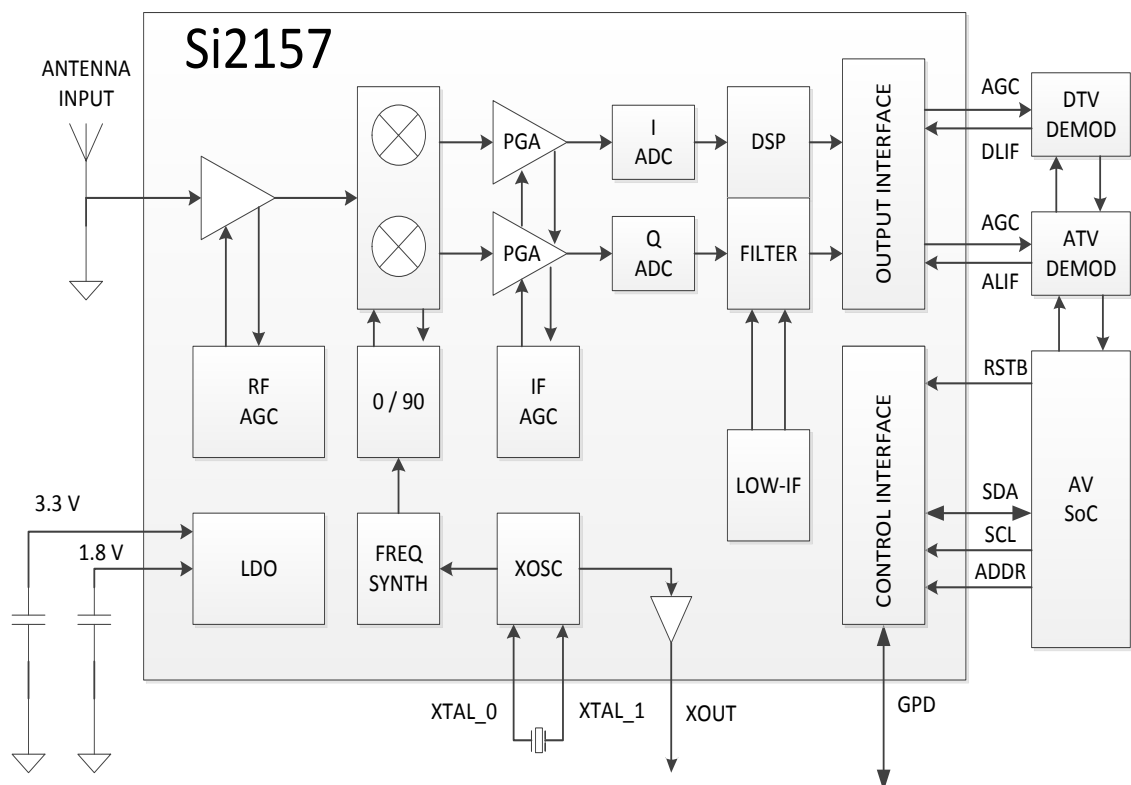 Si2157
ANTENNA
INPUT
PGA
I
ADC
DSP
OUTPUT INTERFACE
AGC
DTV
DEMOD
DLIF
PGA
Q
ADC
FILTER
AGC
ATV
DEMOD
ALIF
RF
AGC
0 / 90
IF
AGC
LOW-IF
CONTROL INTERFACE
RSTB
SDA
SCL
ADDR
AV
SoC
3.3 V
1.8 V
LDO
FREQ
SYNTH
XOSC
XTAL_0
XTAL_1
XOUT
GPD